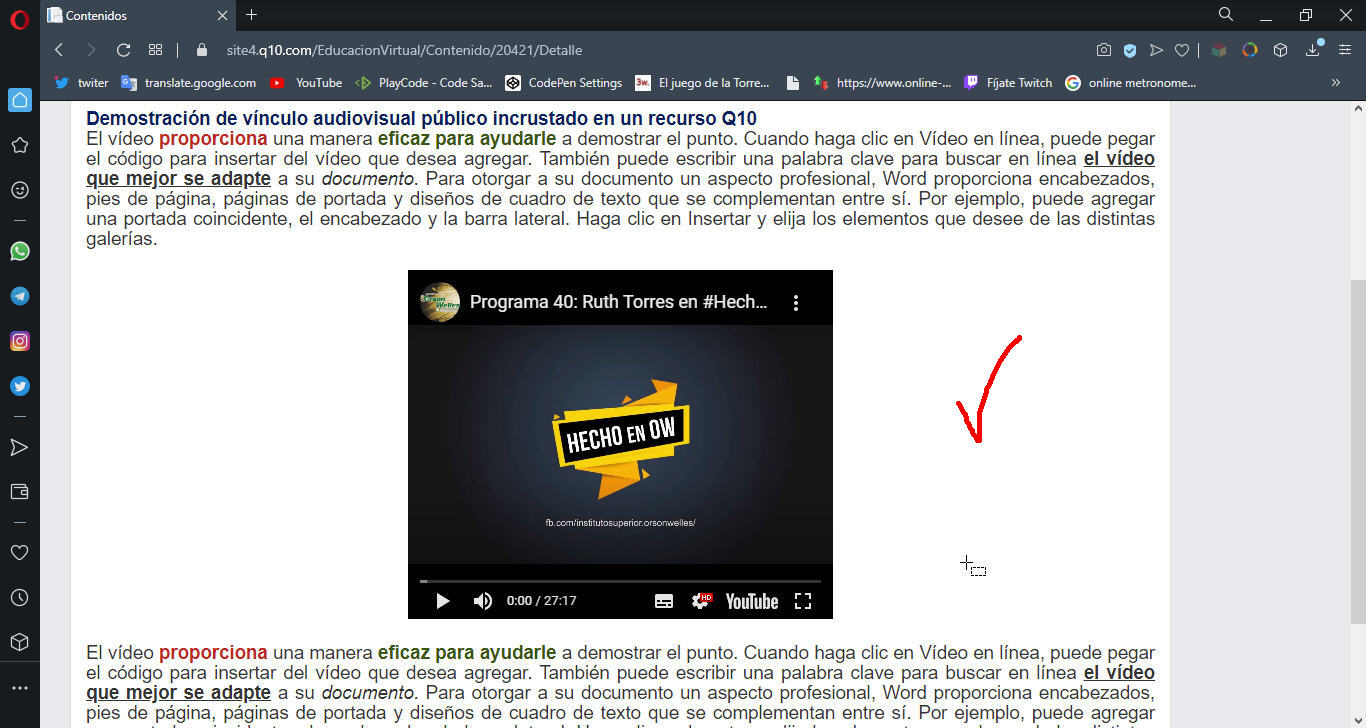 Contenidos
site4.q10.com/EducacionVirtual/Contenido/20421/Detalle
twiter
translate.google.com
YouTube
PlayCode - Code Sa...
CodePen Settings
3w.
El juego de la Torre...
https://www.online-...
Fíjate Twitch
online metronome...
Demostración de vínculo audiovisual público incrustado en un recurso Q10
El vídeo proporciona una manera eficaz para ayudarle a demostrar el punto. Cuando haga clic en Vídeo en línea, puede pegar
el código para insertar del vídeo que desea agregar. También puede escribir una palabra clave para buscar en línea el vídeo
que mejor se adapte a su documento. Para otorgar a su documento un aspecto profesional, Word proporciona encabezados,
pies de página, páginas de portada y diseños de cuadro de texto que se complementan entre sí. Por ejemplo, puede agregar
una portada coincidente, el encabezado y la barra lateral. Haga clic en Insertar y elija los elementos que desee de las distintas
galerías.
Programa 40: Ruth Torres en #Hech...
HECHO EN OW
fb.com/institutosuperior.orsonwelles/
0:00 / 27:17
HD
YouTube
El vídeo proporciona una manera eficaz para ayudarle a demostrar el punto. Cuando haga clic en Vídeo en línea, puede pegar
el código para insertar del vídeo que desea agregar. También puede escribir una palabra clave para buscar en línea el vídeo
que mejor se adapte a su documento. Para otorgar a su documento un aspecto profesional, Word proporciona encabezados,
pies de página, páginas de portada y diseños de cuadro de texto que se complementan entre sí. Por ejemplo, puede agregar